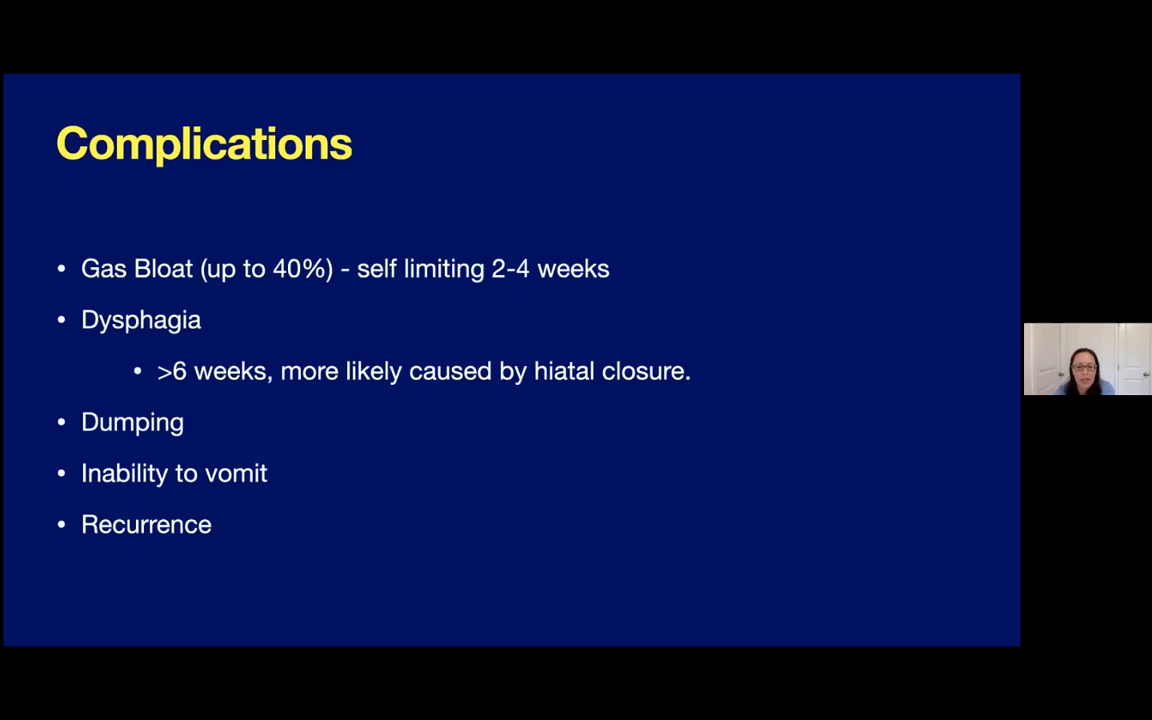 Complications
• Gas Bloat (up to 40%) - self limiting 2-4 weeks
• Dysphagia
• >6 weeks, more likely caused by hiatal closure.
• Dumping
• Inability to vomit
• Recurrence